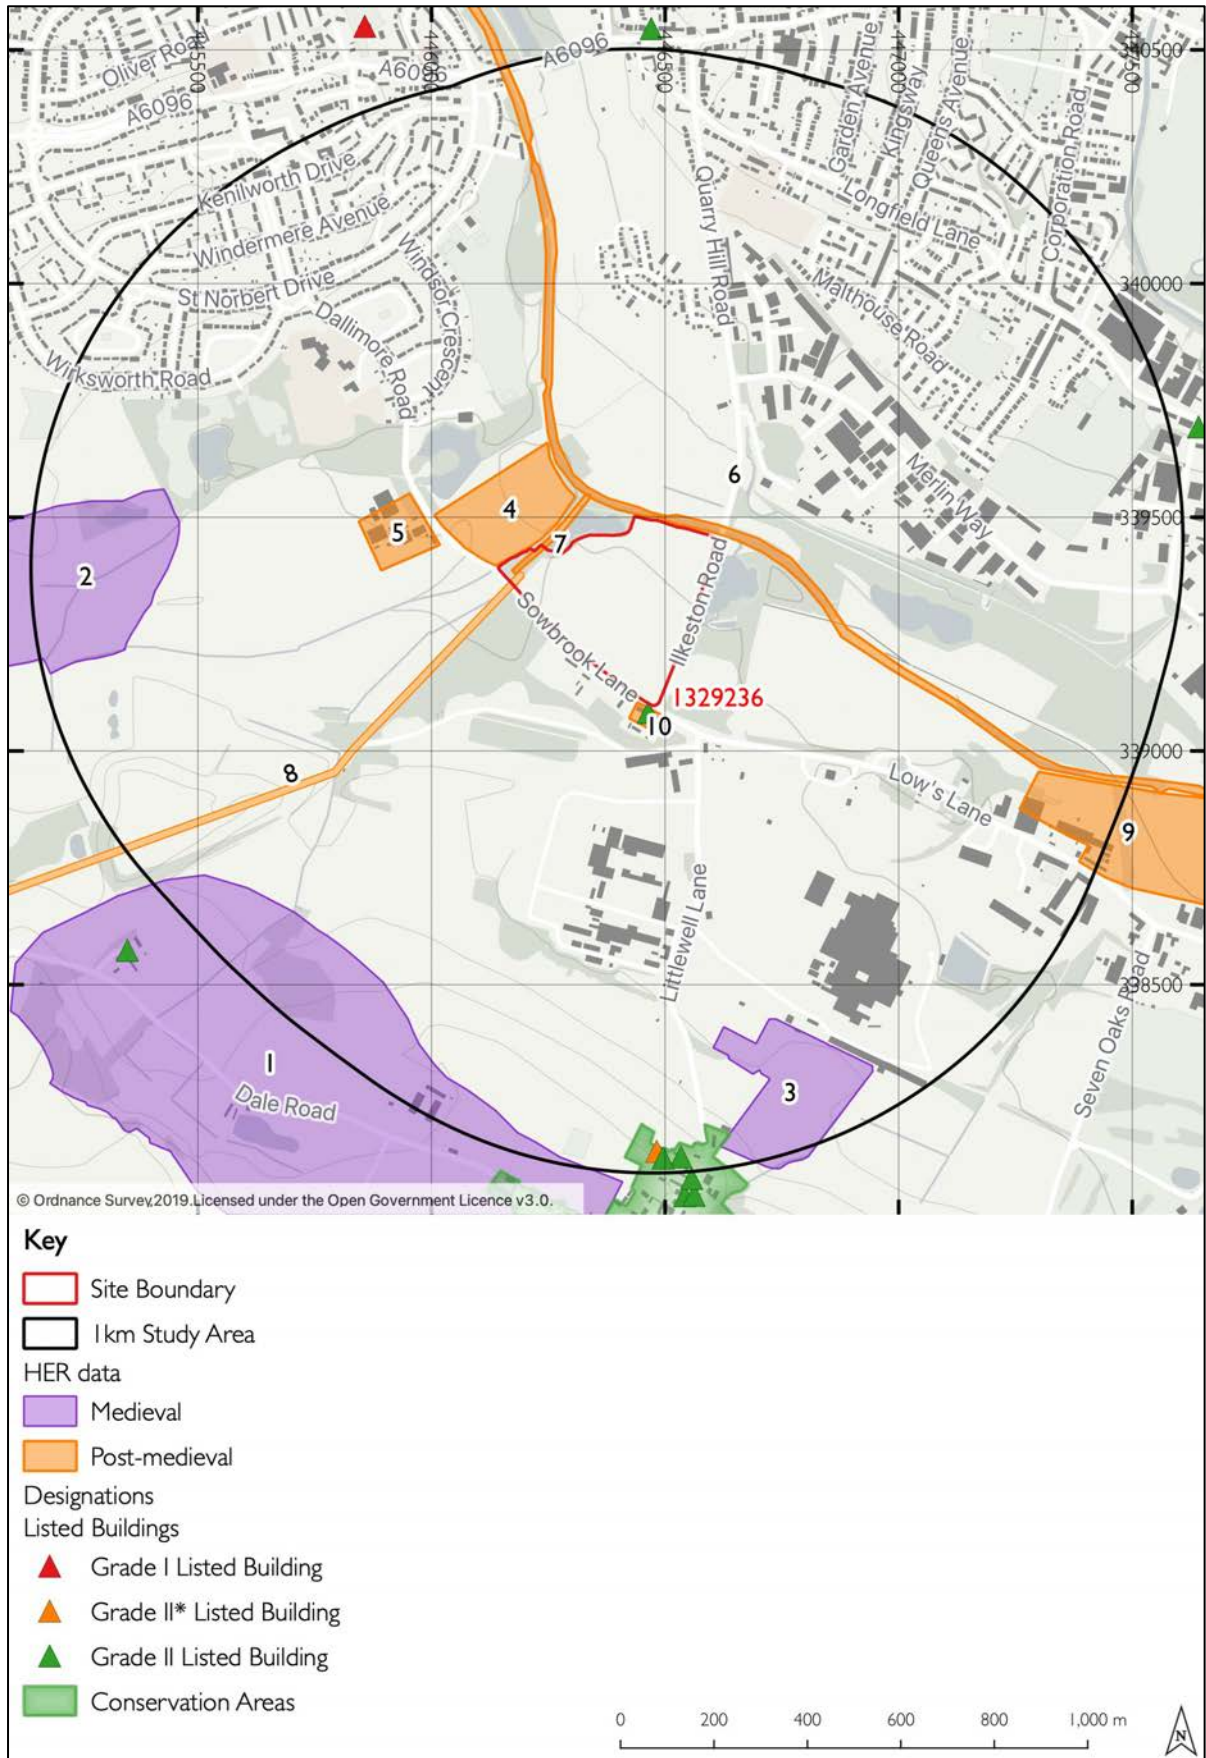 Oliver Road
A6096
A6096
A6096
445500
446000
446500
447000
447500
340500
Garden Avenue
Kingsway
Queens Avenue
Corporation Road
Kenilworth Drive
Windermere Avenue
Windsor Crescent
St Norbert Drive
Dallimore Road
Wirksworth Road
Quarry Hill Road
Longfield Lane
Malthouse Road
340000
Merlin Way
6
4
5
7
339500
2
Sowbrook Lane
Ilkeston Road
1329236
10
339000
8
Low's Lane
9
Littlewell Lane
338500
Seven Oaks Road
1
3
Dale Road
© Ordnance Survey,2019.Licensed under the Open Government Licence v3.0.
Key
Site Boundary
1km Study Area
HER data
Medieval
Post-medieval
Designations
Listed Buildings
Grade I Listed Building
Grade II* Listed Building
Grade II Listed Building
Conservation Areas
0 200 400 600 800 1,000 m
N